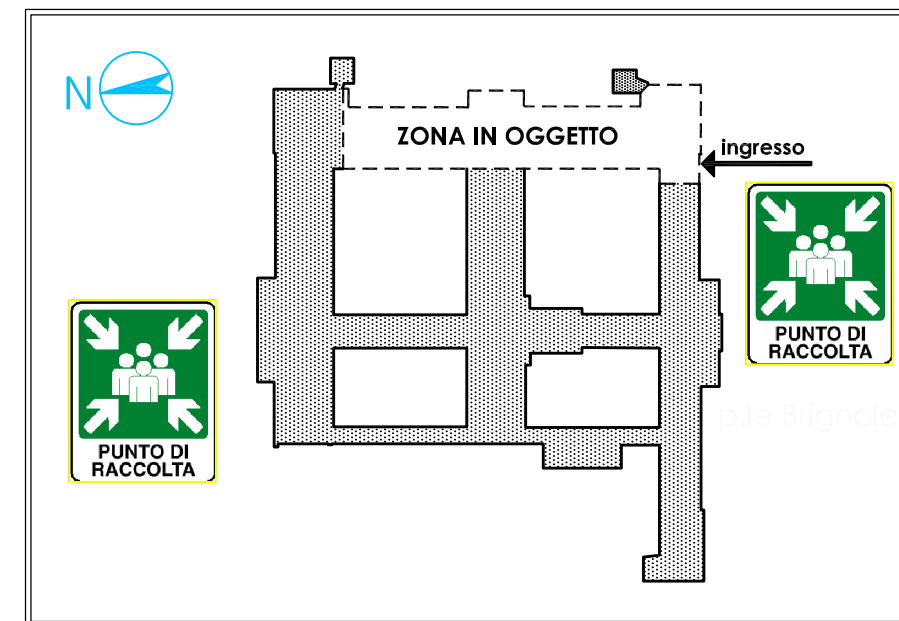 N
ZONA IN OGGETTO
ingresso
PUNTO DI
RACCOLTA
p.le Brignole
PUNTO DI
RACCOLTA